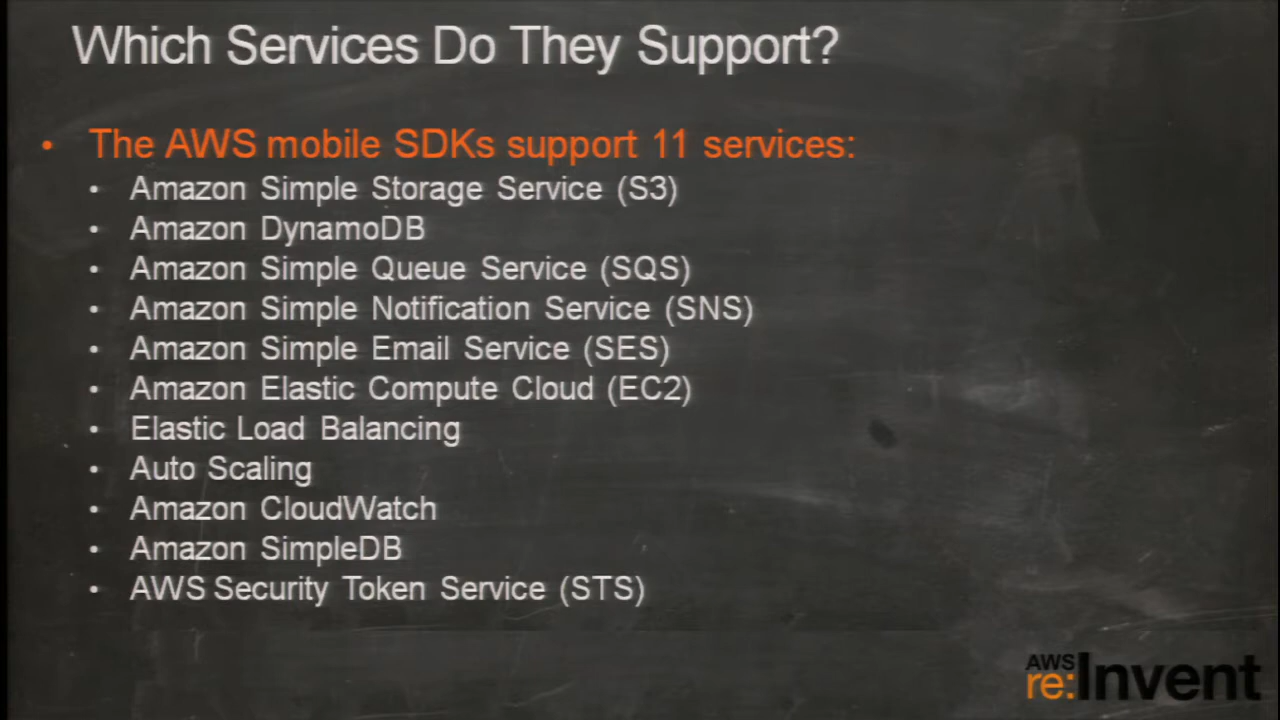 Which Services Do They Support?
• The AWS mobile SDKs support 11 services:
• Amazon Simple Storage Service (S3)
• Amazon DynamoDB
• Amazon Simple Queue Service (SQS)
• Amazon Simple Notification Service (SNS)
• Amazon Simple Email Service (SES)
• Amazon Elastic Compute Cloud (EC2)
• Elastic Load Balancing
• Auto Scaling
• Amazon CloudWatch
• Amazon SimpleDB
• AWS Security Token Service (STS)
AWS
re:Invent